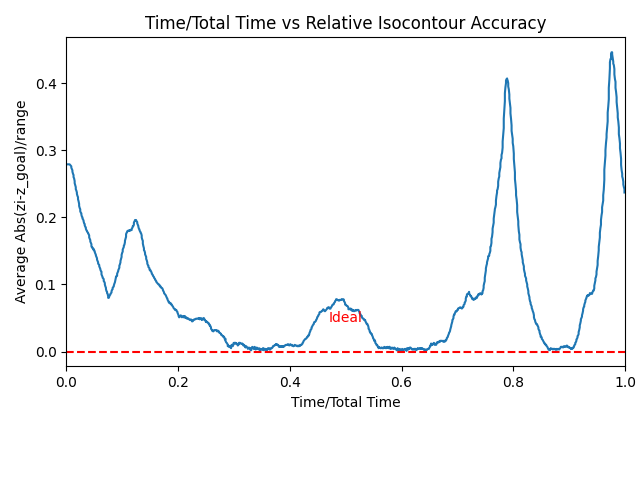 Time/Total Time vs Relative Isocontour Accuracy
Average Abs(zi-z_goal)/range
0.4
0.3
0.2
0.1
0.0
Ideal
0.0 0.2 0.4 0.6 0.8 1.0
Time/Total Time